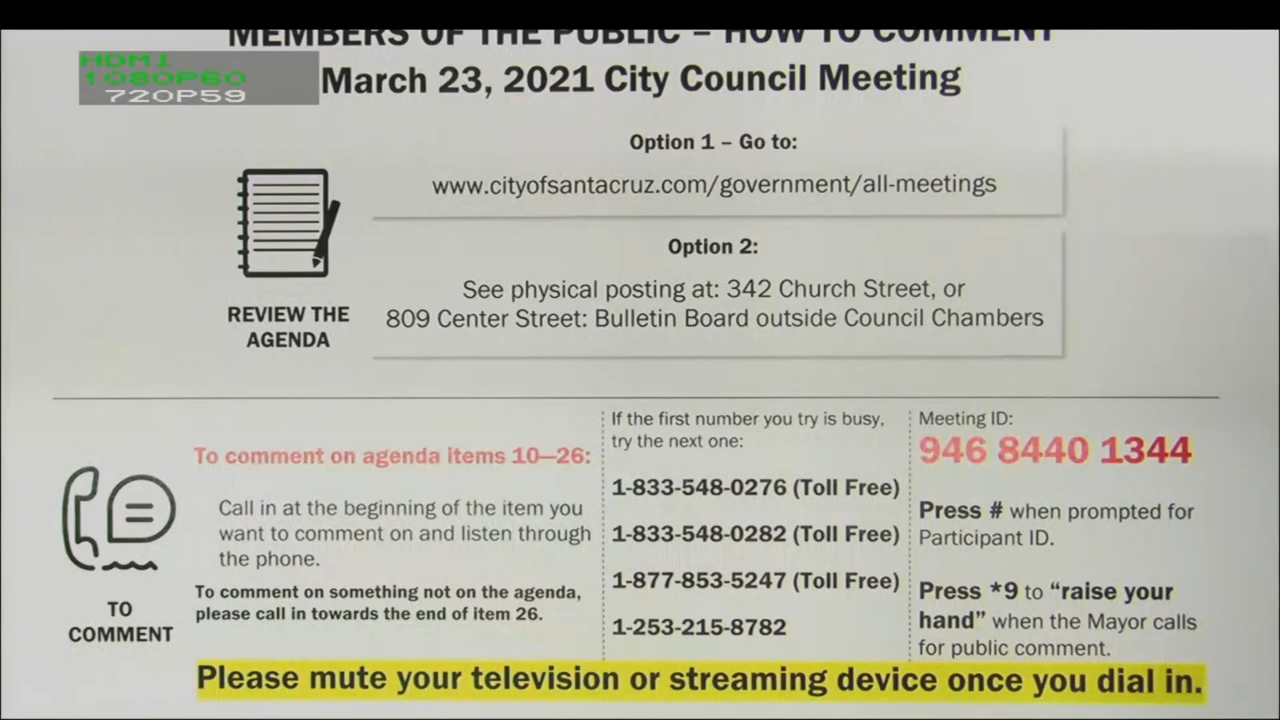 MEMBERS OF THE PUBLIC – HOW TO COMMENT
HDMI
1080P60
720P59
March 23, 2021 City Council Meeting
Option 1 – Go to:
www.cityofsantacruz.com/government/all-meetings
Option 2:
See physical posting at: 342 Church Street, or
809 Center Street: Bulletin Board outside Council Chambers
REVIEW THE
AGENDA
To comment on agenda items 10—26:
Call in at the beginning of the item you
want to comment on and listen through
the phone.
To comment on something not on the agenda,
please call in towards the end of item 26.
TO
COMMENT
If the first number you try is busy,
try the next one:
1-833-548-0276 (Toll Free)
1-833-548-0282 (Toll Free)
1-877-853-5247 (Toll Free)
1-253-215-8782
Meeting ID:
946 8440 1344
Press # when prompted for
Participant ID.
Press *9 to “raise your
hand” when the Mayor calls
for public comment.
Please mute your television or streaming device once you dial in.